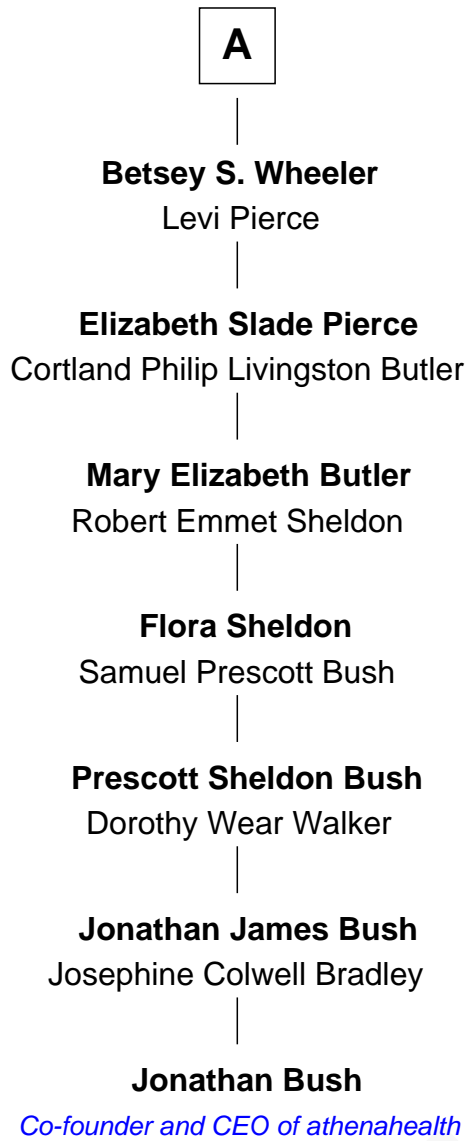 A
Betsey S. Wheeler
Levi Pierce
Elizabeth Slade Pierce
Cortland Philip Livingston Butler
Mary Elizabeth Butler
Robert Emmet Sheldon
Flora Sheldon
Samuel Prescott Bush
Prescott Sheldon Bush
Dorothy Wear Walker
Jonathan James Bush
Josephine Colwell Bradley
Jonathan Bush
Co-founder and CEO of athenahealth